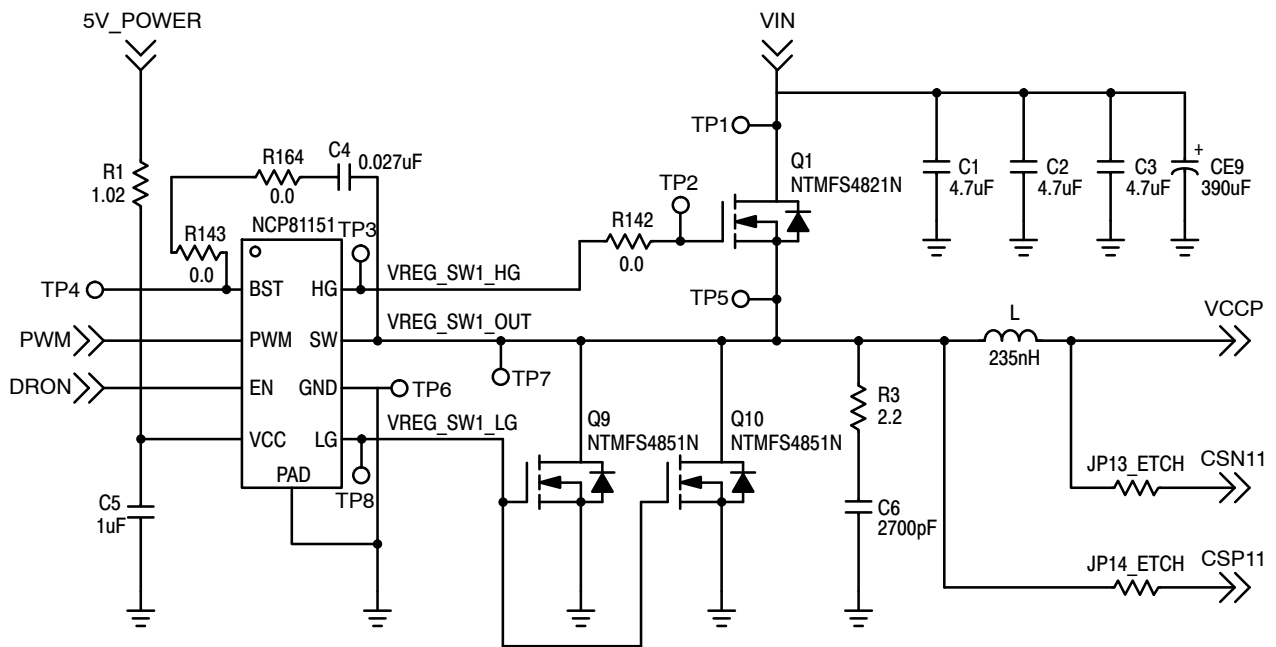 5V_POWER
VIN
TP1
R1
1.02
R164
0.0
C4
0.027uF
Q1
NTMFS4821N
C1
4.7uF
C2
4.7uF
C3
4.7uF
+
CE9
390uF
TP2
R143
0.0
NCP81151
TP3
R142
0.0
TP4
BST
HG
VREG_SW1_HG
TP5
PWM
PWM
SW
VREG_SW1_OUT
L
235nH
VCCP
DRON
EN
GND
TP6
TP7
R3
2.2
VCC
LG
VREG_SW1_LG
Q9
NTMFS4851N
Q10
NTMFS4851N
PAD
TP8
JP13_ETCH
CSN11
C5
1uF
C6
2700pF
JP14_ETCH
CSP11